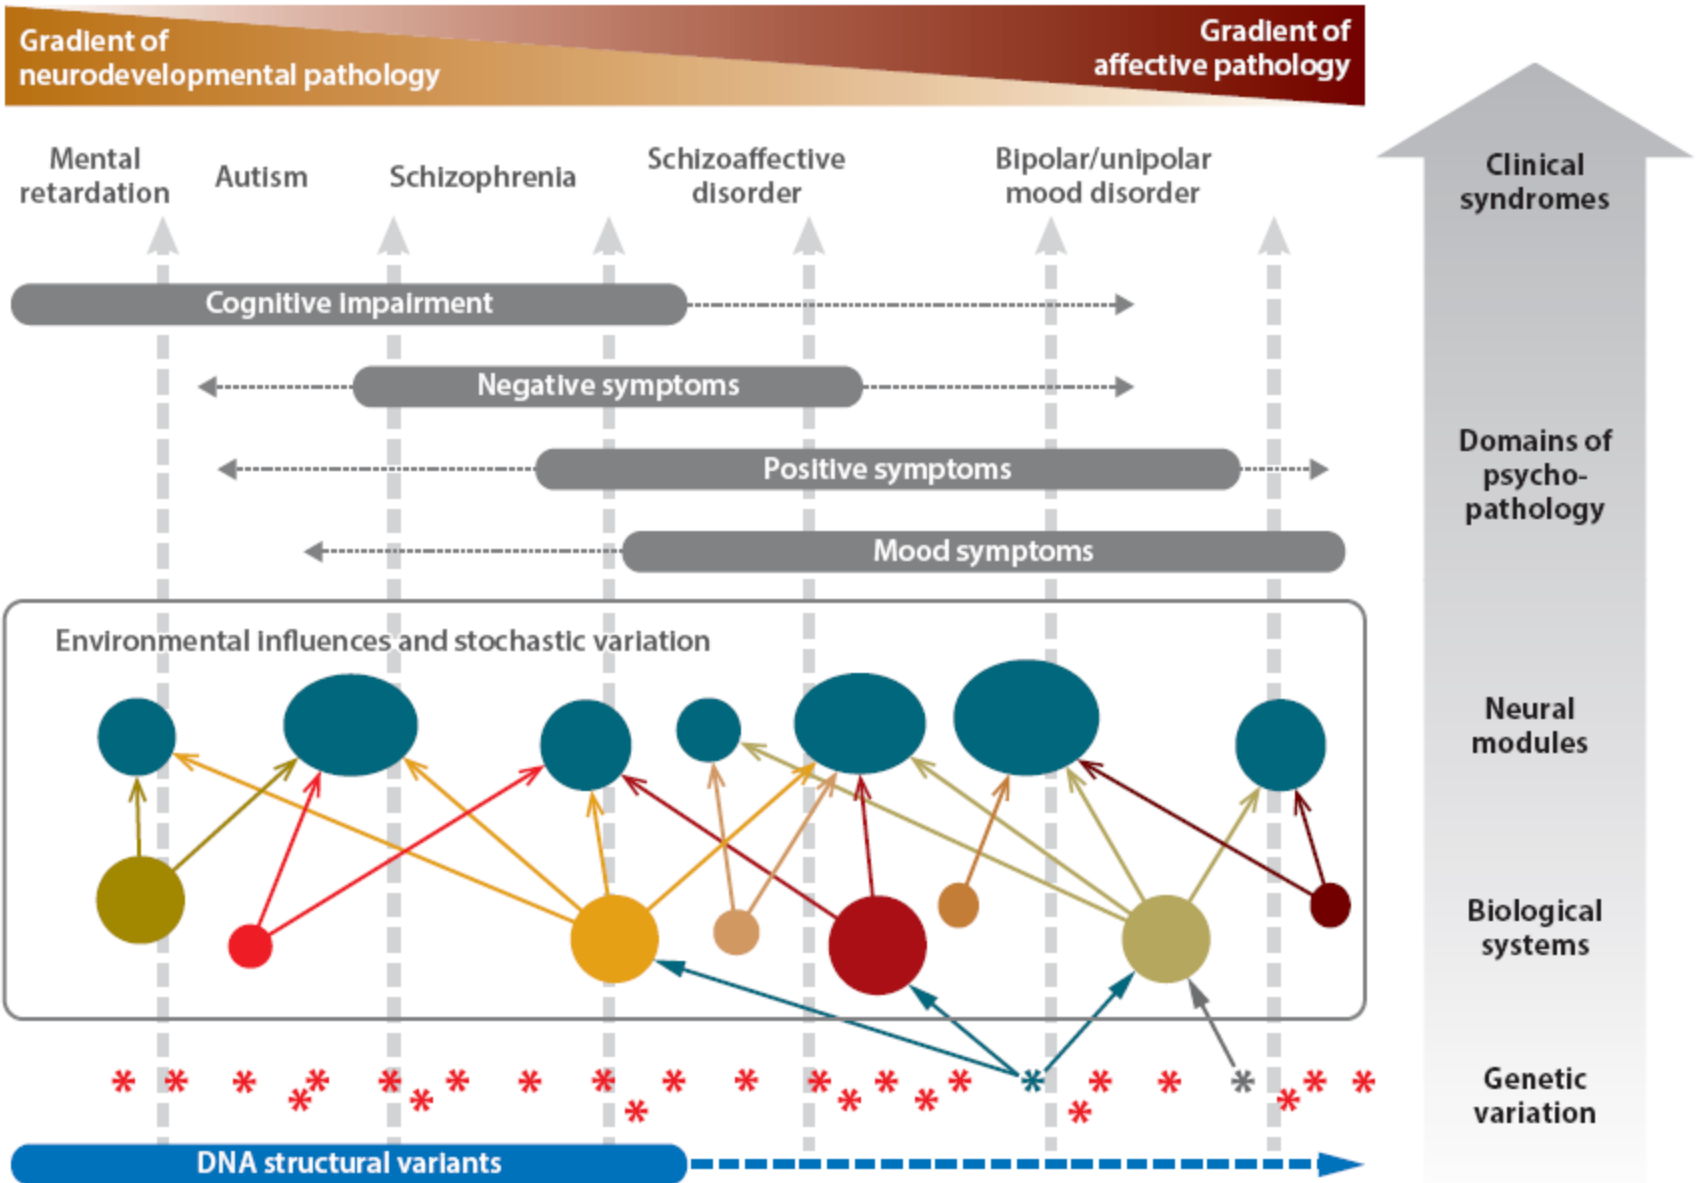 Gradient of
neurodevelopmental pathology
Gradient of
affective pathology
Mental
retardation
Autism
Schizophrenia
Schizoaffective
disorder
Bipolar/unipolar
mood disorder
Clinical
syndromes
Cognitive impairment
Negative symptoms
Positive symptoms
Mood symptoms
Domains of
psycho-
pathology
Environmental influences and stochastic variation
Neural
modules
Biological
systems
Genetic
variation
DNA structural variants